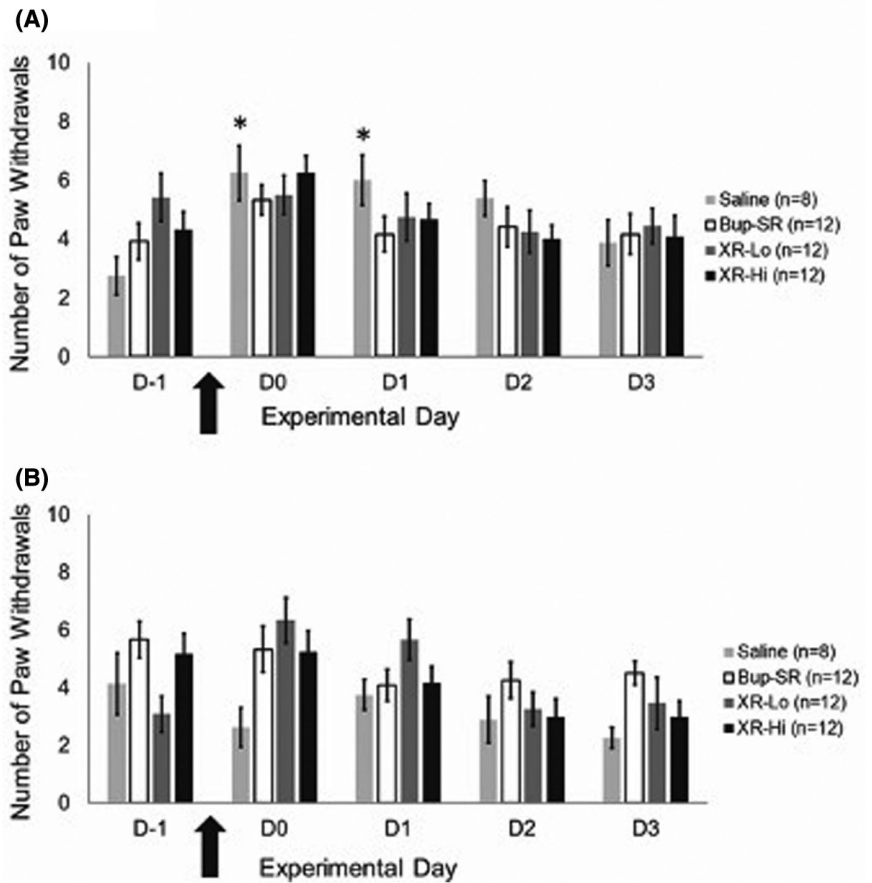 (A)
Number of Paw Withdrawals
10
8
6
4
2
0
*
*
D-1 D0 D1 D2 D3
Experimental Day
Saline (n=8)
Bup-SR (n=12)
XR-Lo (n=12)
XR-Hi (n=12)
(B)
Number of Paw Withdrawals
10
8
6
4
2
0
D-1 D0 D1 D2 D3
Experimental Day
Saline (n=8)
Bup-SR (n=12)
XR-Lo (n=12)
XR-Hi (n=12)